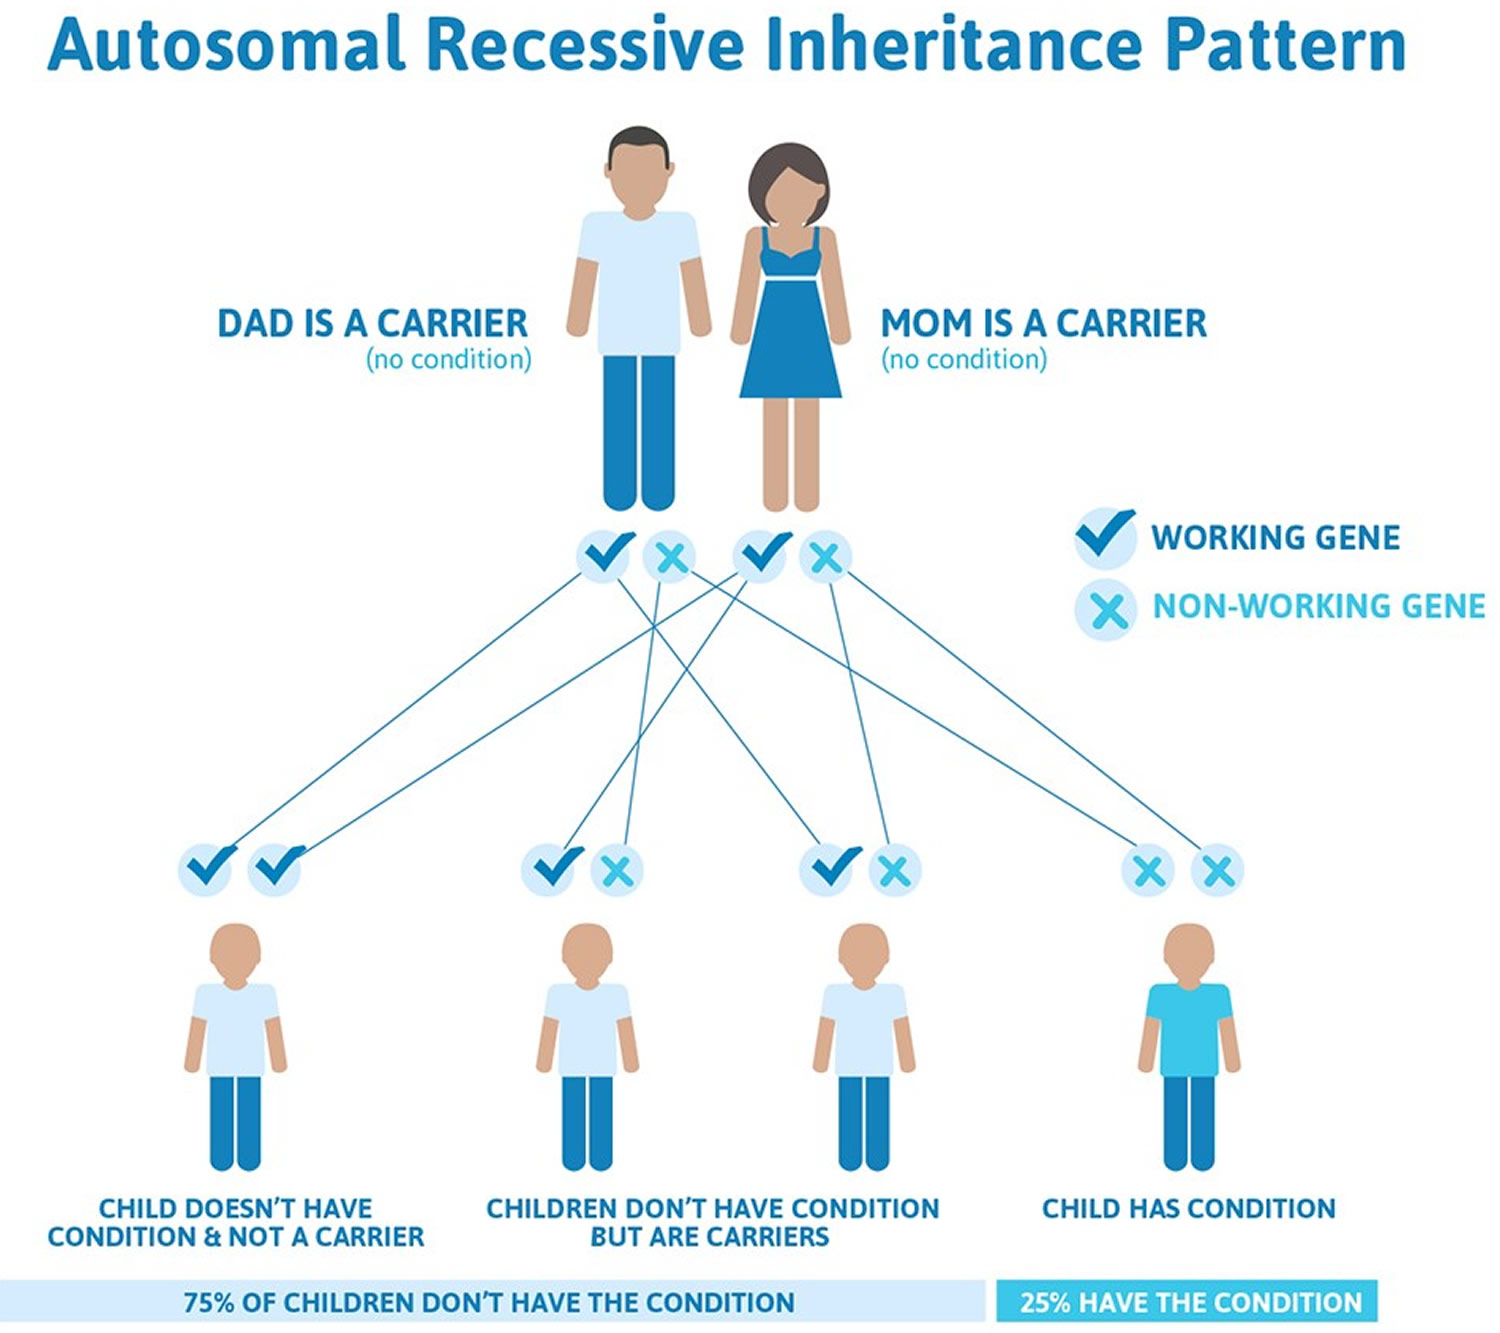 Autosomal Recessive Inheritance Pattern
DAD IS A CARRIER
(no condition)
MOM IS A CARRIER
(no condition)
WORKING GENE
NON-WORKING GENE
CHILD DOESN'T HAVE
CONDITION & NOT A CARRIER
CHILDREN DON'T HAVE CONDITION
BUT ARE CARRIERS
CHILD HAS CONDITION
75% OF CHILDREN DON'T HAVE THE CONDITION
25% HAVE THE CONDITION